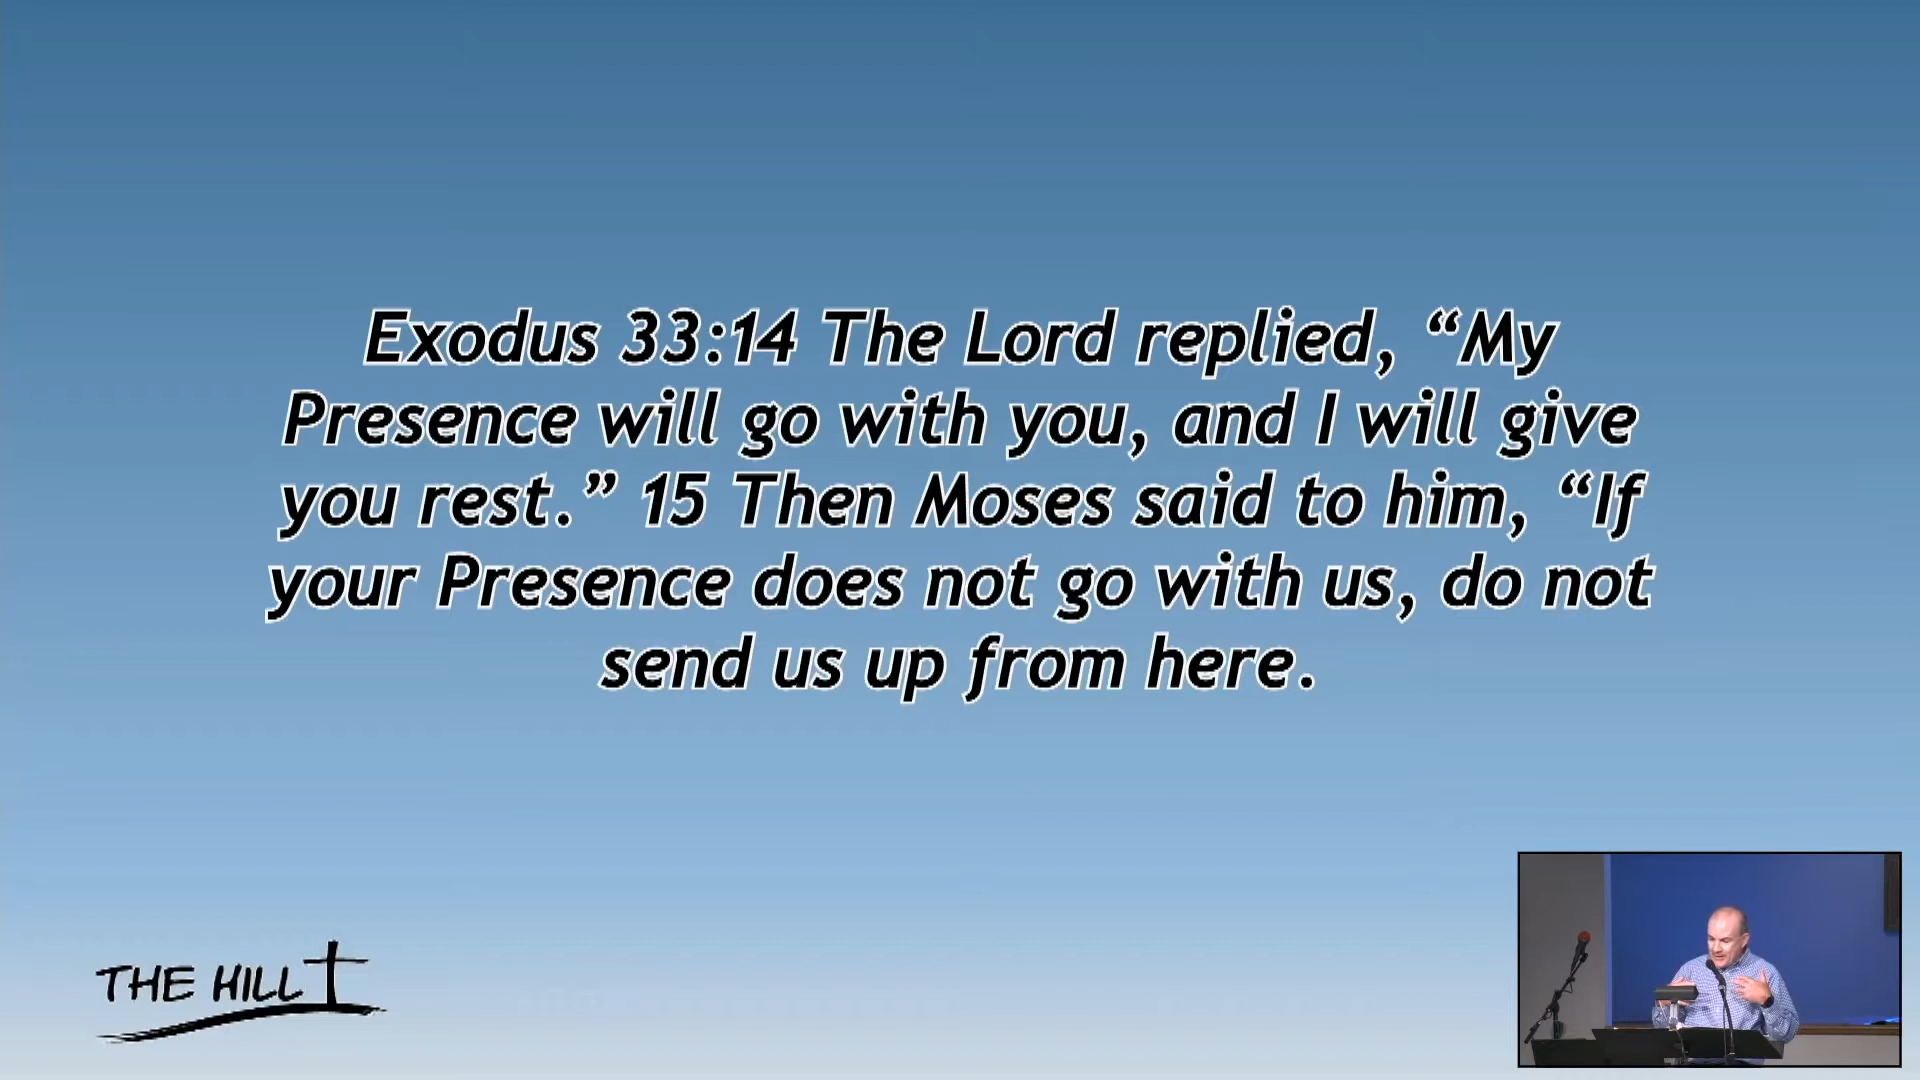 Exodus 33:14 The Lord replied, “My
Presence will go with you, and I will give
you rest.” 15 Then Moses said to him, “If
your Presence does not go with us, do not
send us up from here.
THE HILL